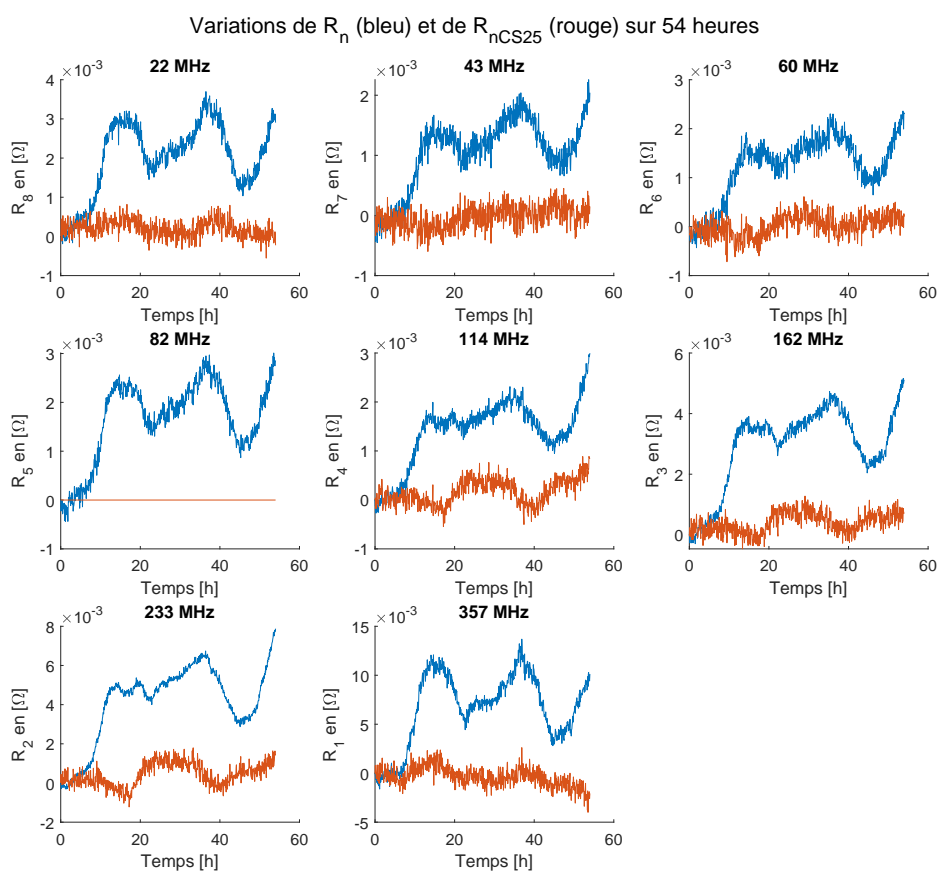 Variations de Rn (bleu) et de RnCS25 (rouge) sur 54 heures
22 MHz
×10-3
R8 en [Ω]
4
3
2
1
0
-1
0 20 40 60
Temps [h]
43 MHz
×10-3
R7 en [Ω]
2
1
0
-1
0 20 40 60
Temps [h]
60 MHz
×10-3
R6 en [Ω]
3
2
1
0
-1
0 20 40 60
Temps [h]
82 MHz
×10-3
R5 en [Ω]
3
2
1
0
-1
0 20 40 60
Temps [h]
114 MHz
×10-3
R4 en [Ω]
3
2
1
0
-1
0 20 40 60
Temps [h]
162 MHz
×10-3
R3 en [Ω]
6
4
2
0
0 20 40 60
Temps [h]
233 MHz
×10-3
R2 en [Ω]
8
6
4
2
0
-2
0 20 40 60
Temps [h]
357 MHz
×10-3
R1 en [Ω]
15
10
5
0
-5
0 20 40 60
Temps [h]